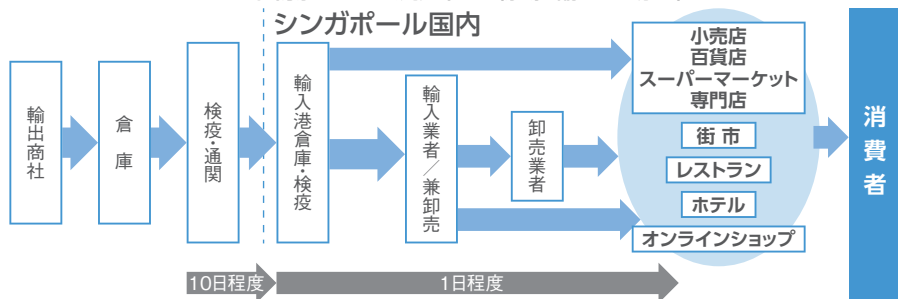 シンガポール国内
輸出商社
倉庫
検疫・通関
輸入港倉庫・検疫
輸入業者／兼卸売
卸売業者
小売店
百貨店
スーパーマーケット
専門店
街市
レストラン
ホテル
オンラインショップ
消費者
10日程度
1日程度